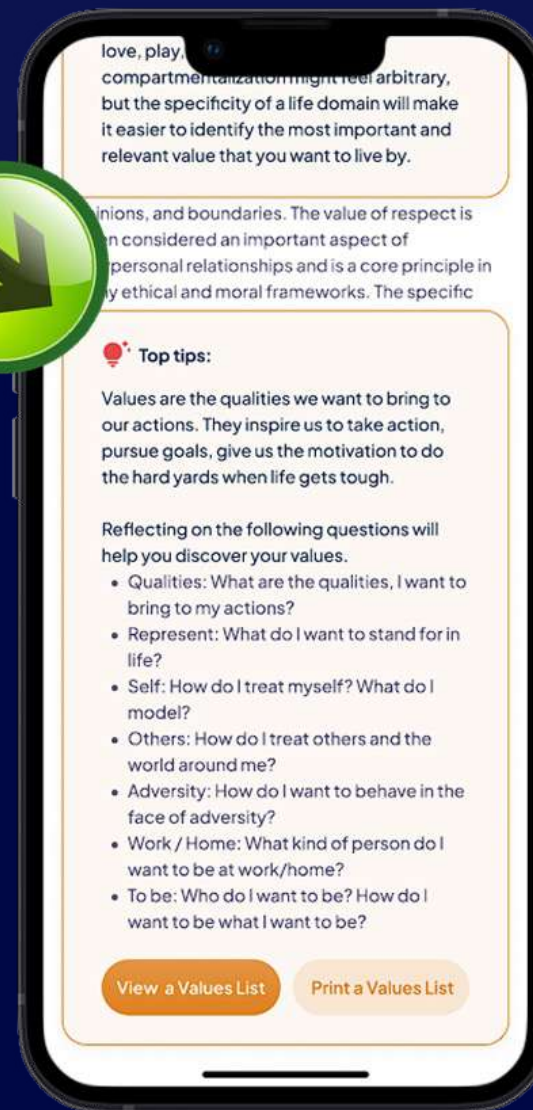 love, play,
might feel arbitrary,
but the specificity of a life domain will make
it easier to identify the most important and
relevant value that you want to live by.
inions, and boundaries. The value of respect is
en considered an important aspect of
rpersonal relationships and is a core principle in
y ethical and moral frameworks. The specific
Top tips:
Values are the qualities we want to bring to
our actions. They inspire us to take action,
pursue goals, give us the motivation to do
the hard yards when life gets tough.
Reflecting on the following questions will
help you discover your values.
• Qualities: What are the qualities, I want to
bring to my actions?
• Represent: What do I want to stand for in
life?
• Self: How do I treat myself? What do I
model?
• Others: How do I treat others and the
world around me?
• Adversity: How do I want to behave in the
face of adversity?
• Work / Home: What kind of person do I
want to be at work/home?
• To be: Who do I want to be? How do I
want to be what I want to be?
View a Values List
Print a Values List